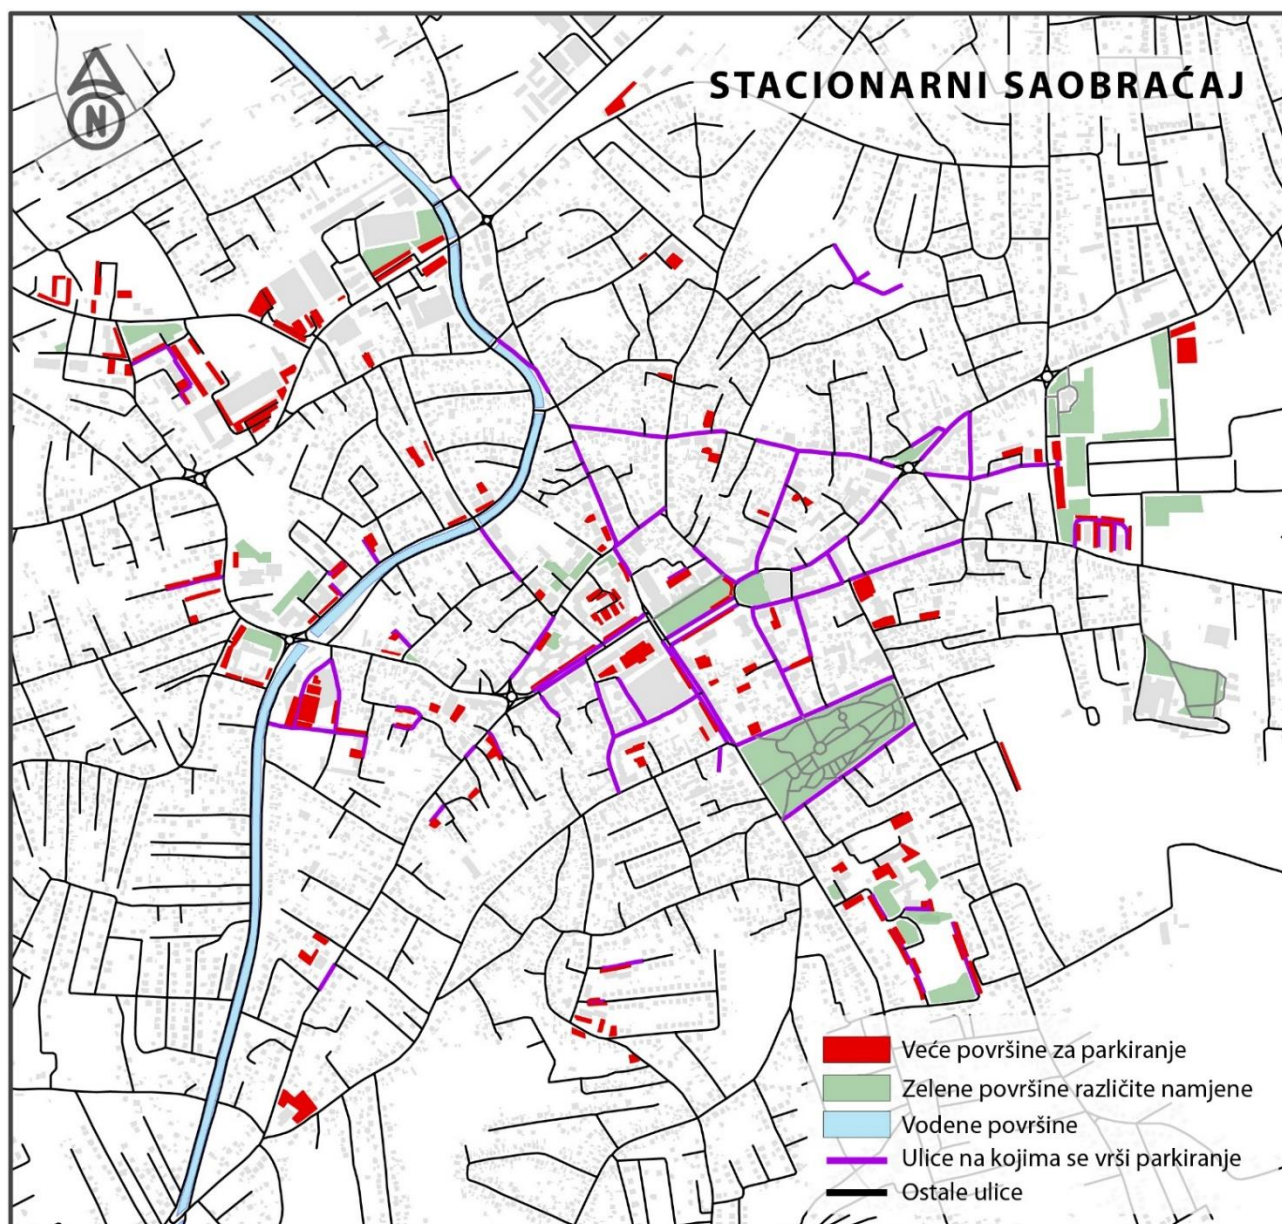 STACIONARNI SAOBRAĆAJ
N
Veće površine za parkiranje
Zelene površine različite namjene
Vodene površine
Ulice na kojima se vrši parkiranje
Ostale ulice